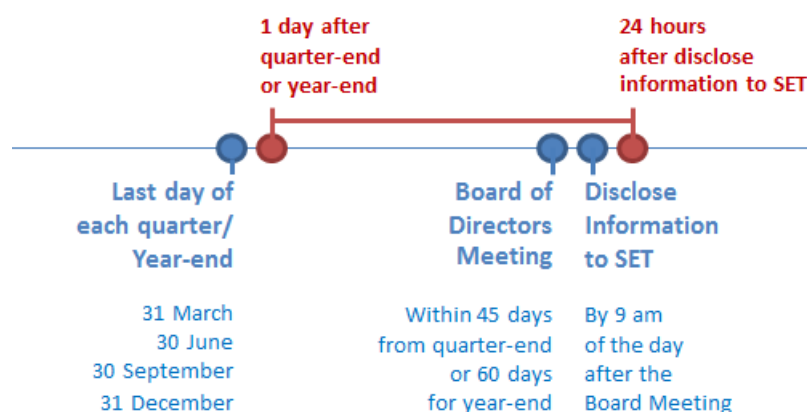 1 day after
quarter-end
or year-end
24 hours
after disclose
information to SET
Last day of
each quarter/
Year-end
Board of
Directors
Meeting
Disclose
Information
to SET
31 March
30 June
30 September
31 December
Within 45 days
from quarter-end
or 60 days
for year-end
By 9 am
of the day
after the
Board Meeting